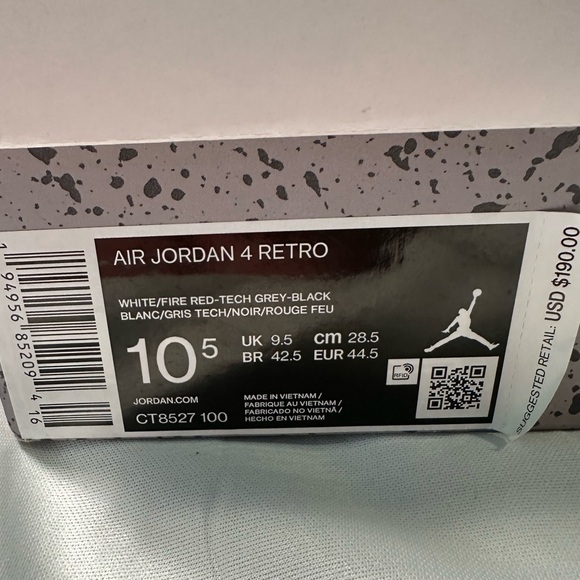 AIR JORDAN 4 RETRO
WHITE/FIRE RED-TECH GREY-BLACK
BLANC/GRIS TECH/NOIR/ROUGE FEU
10 5
UK 9.5 cm 28.5
BR 42.5 EUR 44.5
JORDAN.COM
CT8527 100
MADE IN VIETNAM /
FABRIQUE AU VIETNAM /
FABRICADO NO VIETNÃ /
HECHO EN VIETNAM
RFID
1 94956 85209 4 16
SUGGESTED RETAIL: USD $190.00